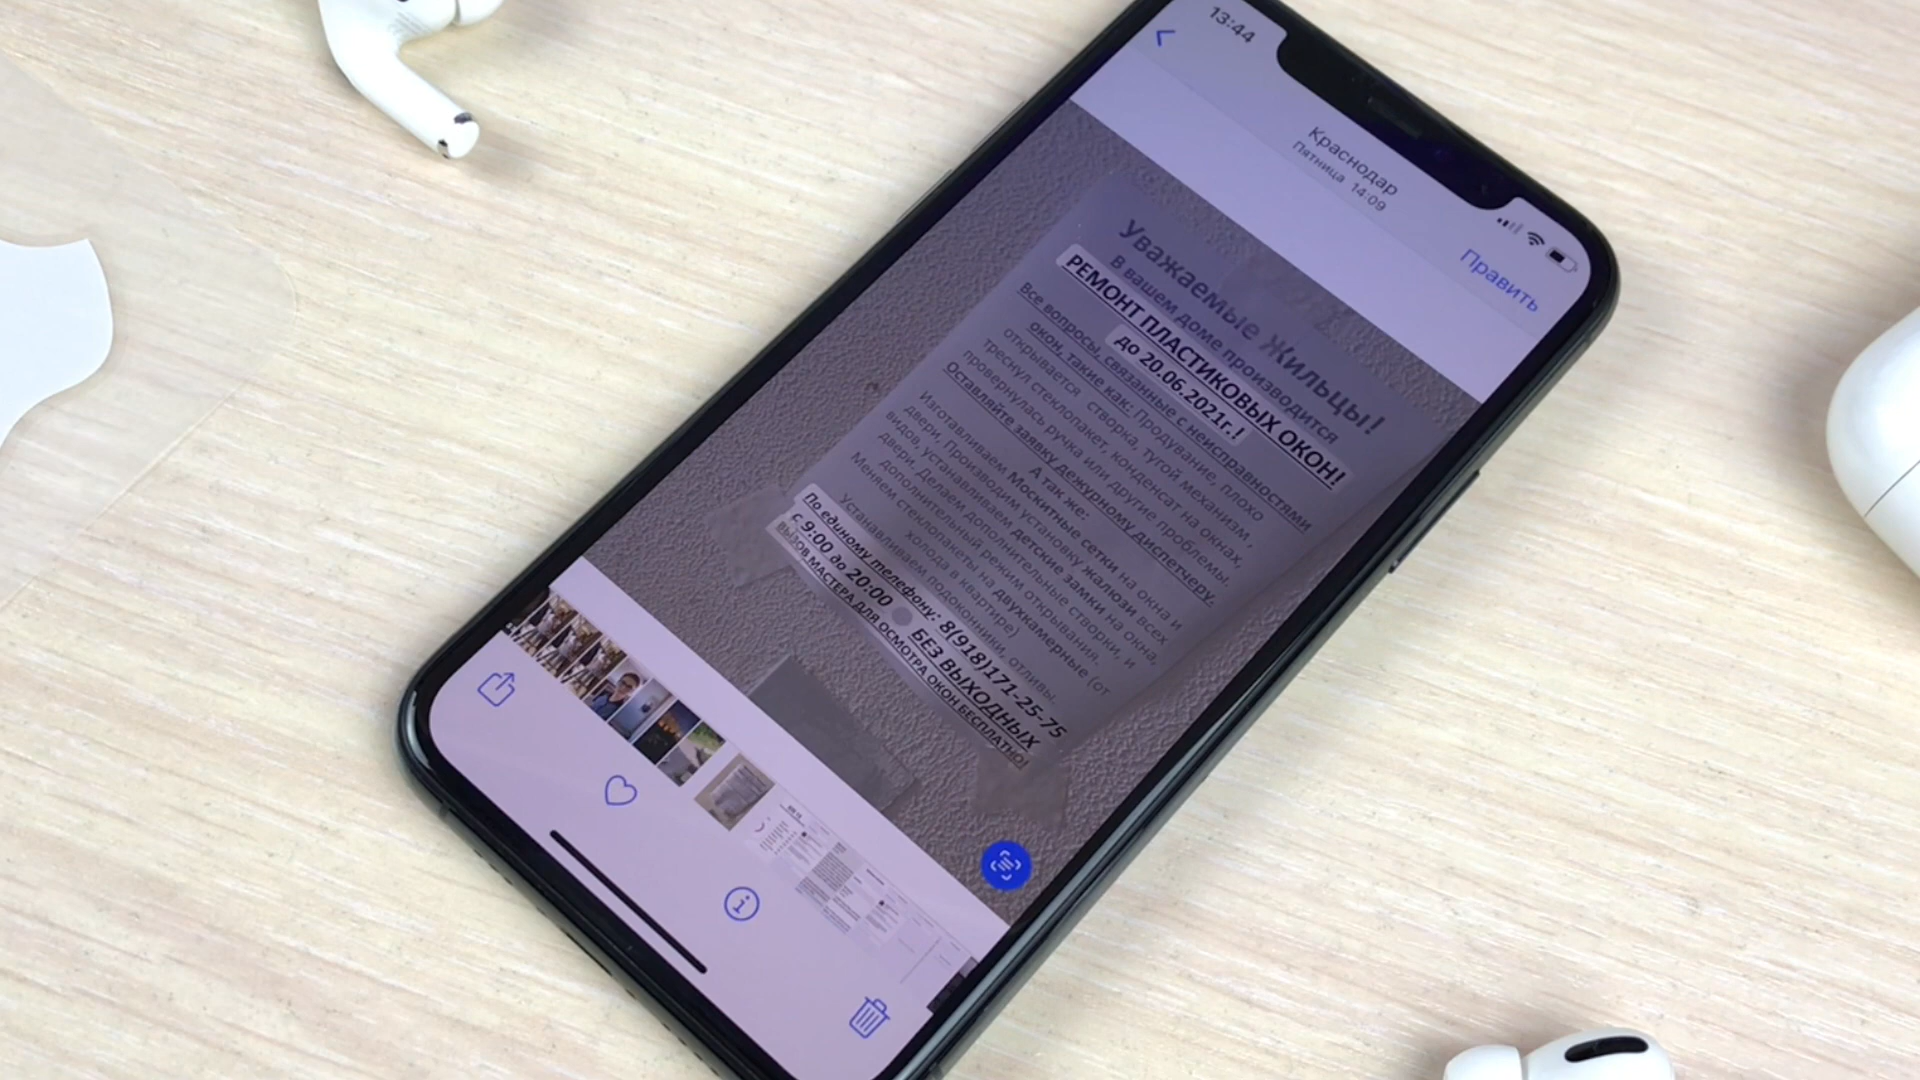 13:44
Краснодар
Пятница 14:09
Править
Уважаемые Жильцы!
В вашем доме производится
РЕМОНТ ПЛАСТИКОВЫХ ОКОН!
до 20.06.2021г.!
Все вопросы, связанные с неисправностями
окон, такие как: Продувание, плохо
открывается створка, тугой механизм,
треснул стеклопакет, конденсат на окнах,
провернулась ручка или другие проблемы!
Оставляйте заявку дежурному диспетчеру.
А так же:
Изготавливаем Москитные сетки на окна и
двери. Производим установку жалюзи всех
видов, устанавливаем детские замки на окна,
двери. Делаем дополнительные створки, и
дополнительный режим открывания.
Меняем стеклопакеты на двухкамерные (от
холода в квартире)
Устанавливаем подоконники, отливы.
По единому телефону: 8(918)171-25-75
с 9:00 до 20:00 БЕЗ ВЫХОДНЫХ
ВЫЗОВ МАСТЕРА ДЛЯ ОСМОТРА ОКОН БЕСПЛАТНО!